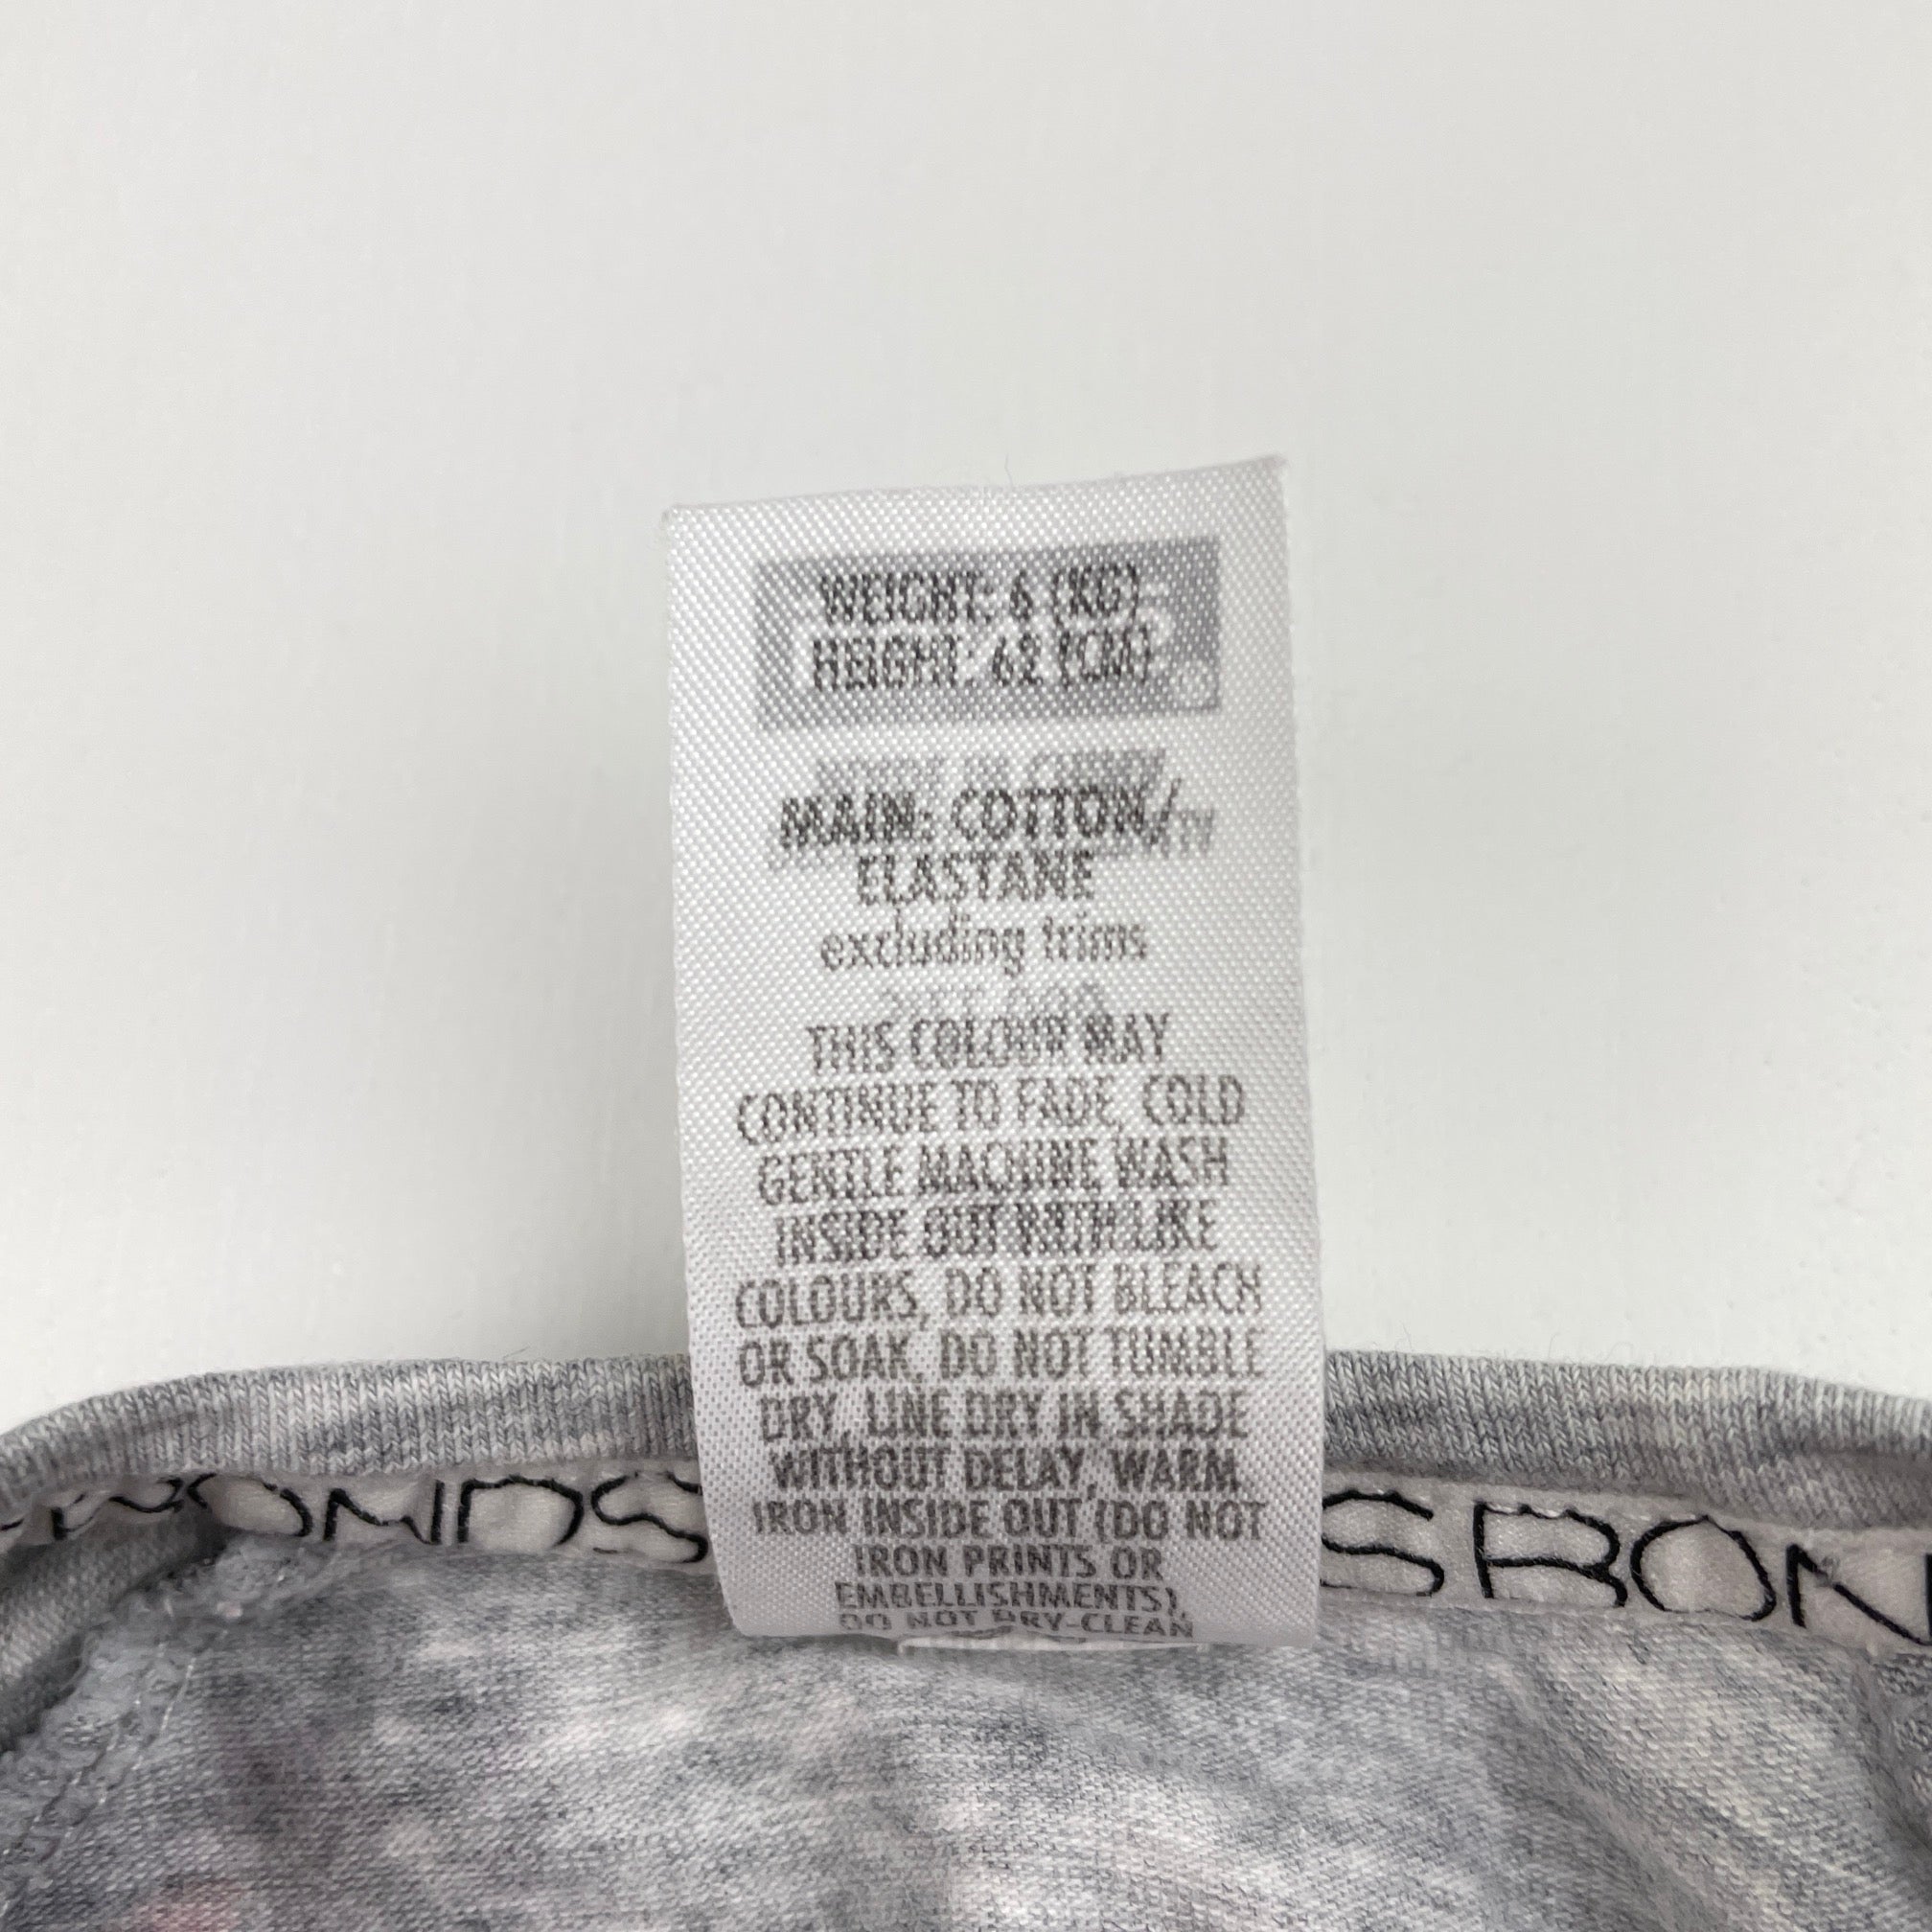 WEIGHT: 6 (KG)
HEIGHT: 62 (CM)
MAIN: COTTON/
ELASTANE
excluding trims
THIS COLOUR MAY
CONTINUE TO FADE, COLD
GENTLE MACHINE WASH
INSIDE OUT WITH LIKE
COLOURS, DO NOT BLEACH
OR SOAK, DO NOT TUMBLE
DRY, LINE DRY IN SHADE
WITHOUT DELAY, WARM
IRON INSIDE OUT (DO NOT
IRON PRINTS OR
EMBELLISHMENTS),
DO NOT DRY-CLEAN
BONDS S BON